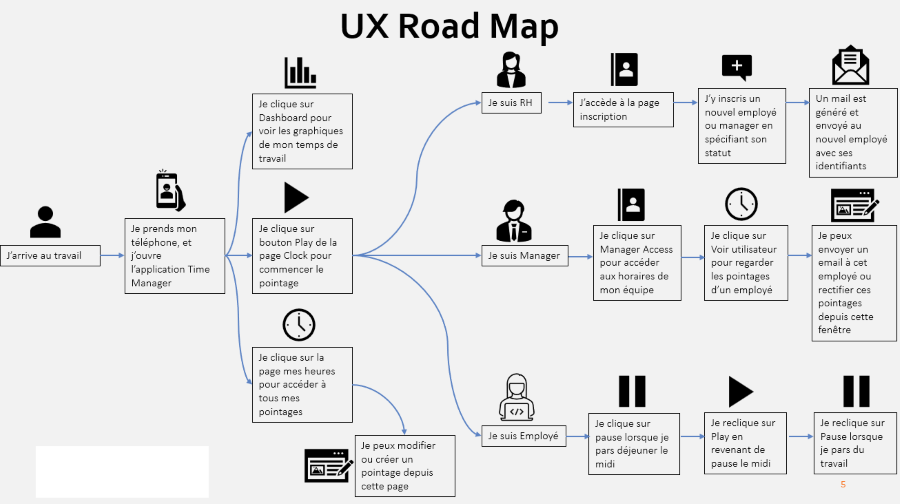 UX Road Map
J'arrive au travail
Je prends mon
téléphone, et
j'ouvre
l'application Time
Manager
Je clique sur
Dashboard pour
voir les graphiques
de mon temps de
travail
Je clique sur
bouton Play de la
page Clock pour
commencer le
pointage
Je clique sur la
page mes heures
pour accéder à
tous mes
pointages
Je peux modifier
ou créer un
pointage depuis
cette page
Je suis RH
J'accède à la page
inscription
J'y inscris un
nouvel employé
ou manager en
spécifiant son
statut
Un mail est
généré et
envoyé au
nouvel employé
avec ses
identifiants
Je suis Manager
Je clique sur
Manager Access
pour accéder
aux horaires de
mon équipe
Je clique sur
Voir utilisateur
pour regarder
les pointages
d'un employé
Je peux
envoyer un
email à cet
employé ou
rectifier ces
pointages
depuis cette
fenêtre
Je suis Employé
Je clique sur
pause lorsque je
pars déjeuner le
midi
Je reclique sur
Play en
revenant de
pause le midi
Je reclique sur
Pause lorsque
je pars du
travail
5